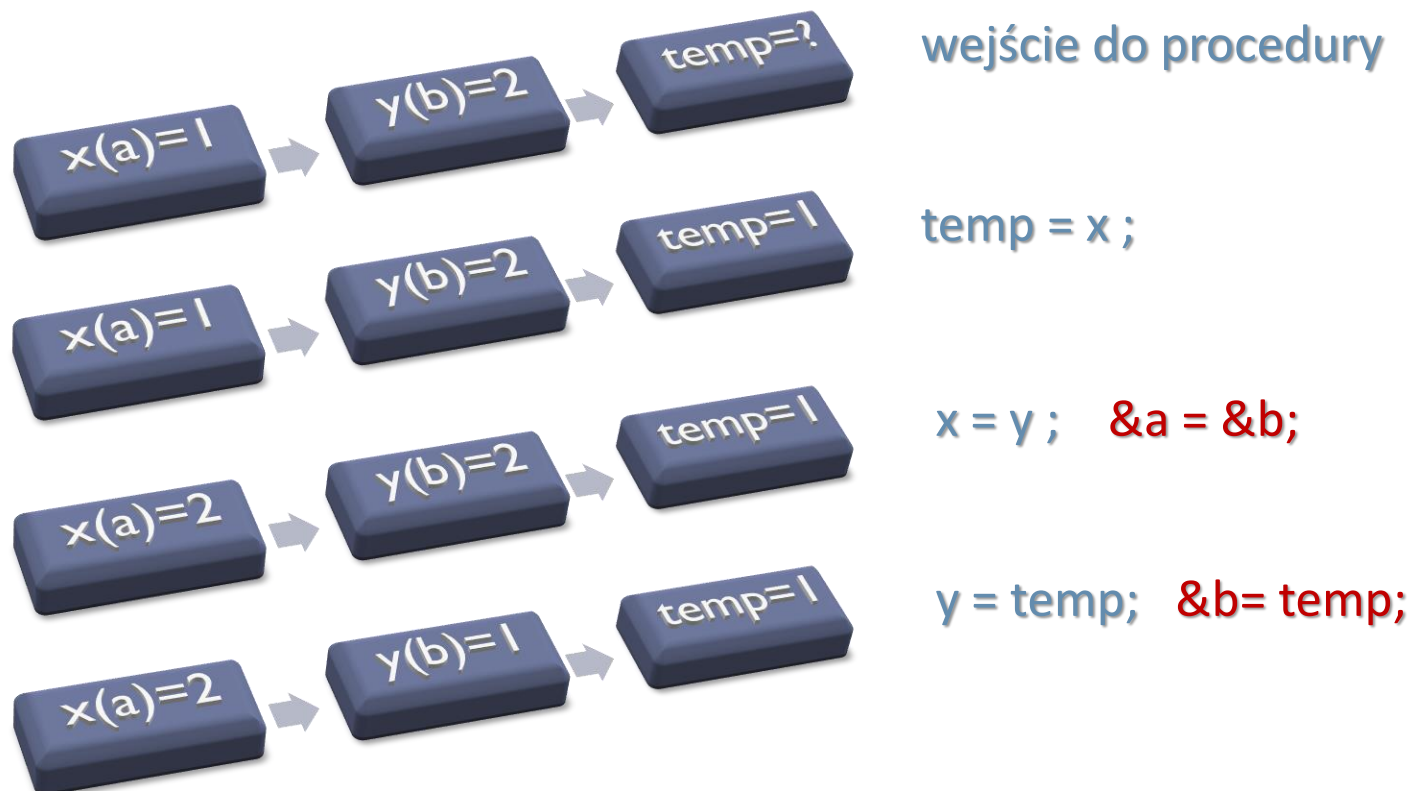 x(a)=1 y(b)=2 temp=? wejście do procedury
x(a)=1 y(b)=2 temp=1 temp = x ;
x(a)=2 y(b)=2 temp=1 x = y ; &a = &b;
x(a)=2 y(b)=1 temp=1 y = temp; &b= temp;